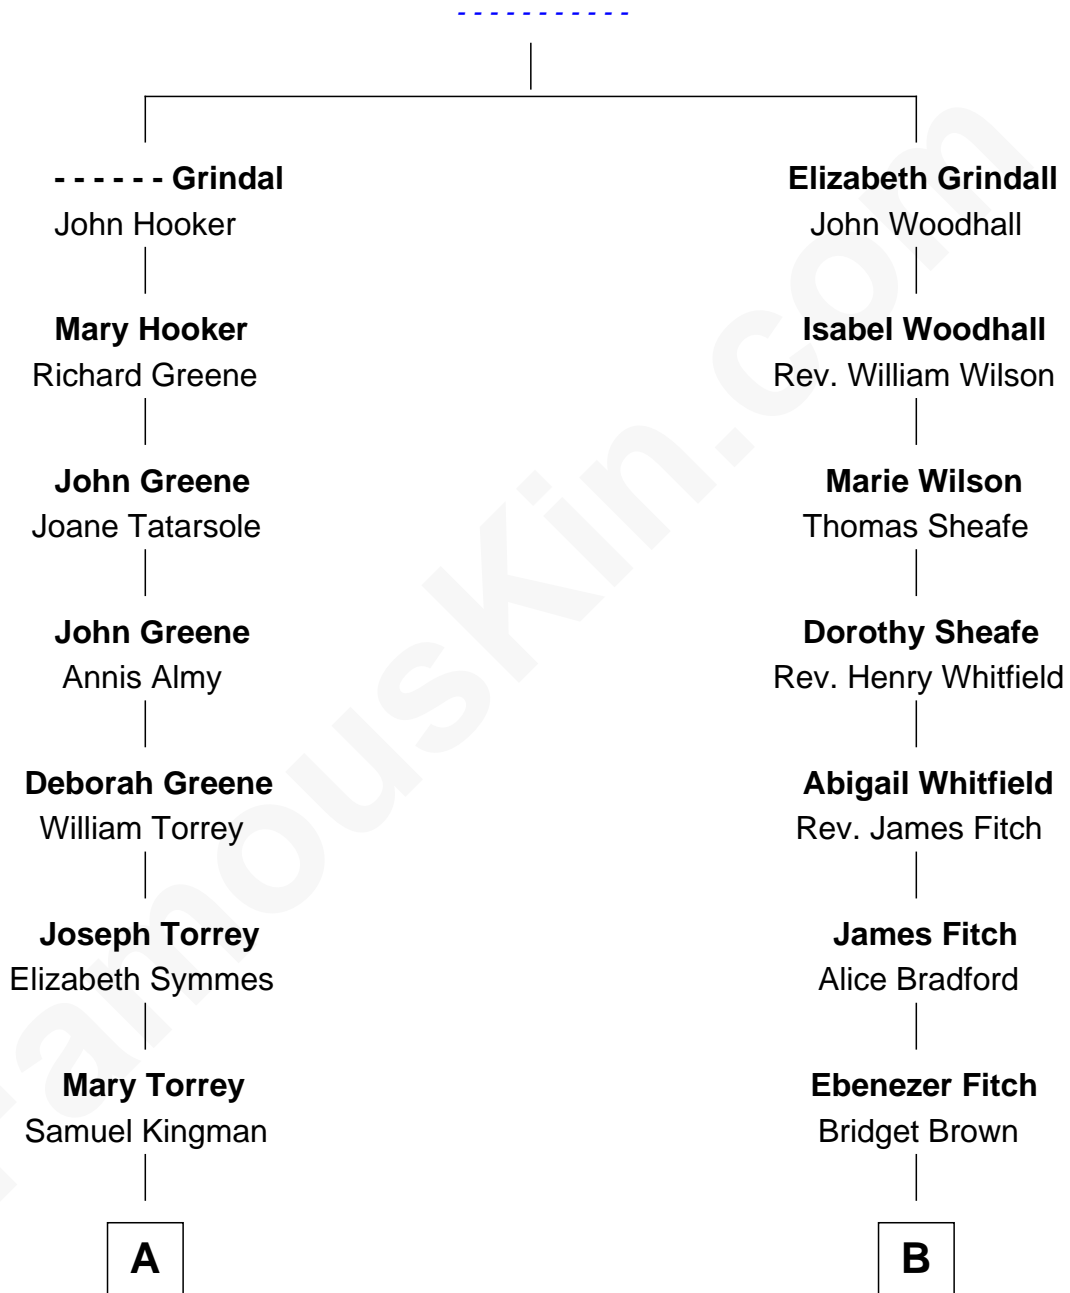 - - - - - - - - - - -
- - - - - - Grindal
John Hooker
Mary Hooker
Richard Greene
John Greene
Joane Tatarsole
John Greene
Annis Almy
Deborah Greene
William Torrey
Joseph Torrey
Elizabeth Symmes
Mary Torrey
Samuel Kingman
A
Elizabeth Grindall
John Woodhall
Isabel Woodhall
Rev. William Wilson
Marie Wilson
Thomas Sheafe
Dorothy Sheafe
Rev. Henry Whitfield
Abigail Whitfield
Rev. James Fitch
James Fitch
Alice Bradford
Ebenezer Fitch
Bridget Brown
B
FamousKin.com